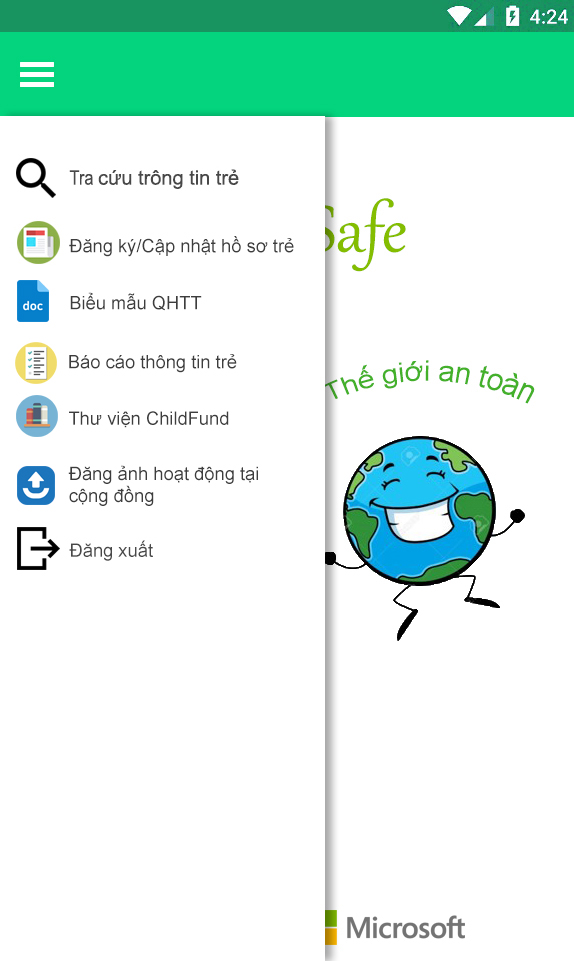 4:24
Tra cứu trông tin trẻ
Đăng ký/Cập nhật hồ sơ trẻ
doc
Biểu mẫu QHTT
Báo cáo thông tin trẻ
Thư viện ChildFund
Đăng ảnh hoạt động tại
cộng đồng
Đăng xuất
Safe
Thế giới an toàn
Microsoft